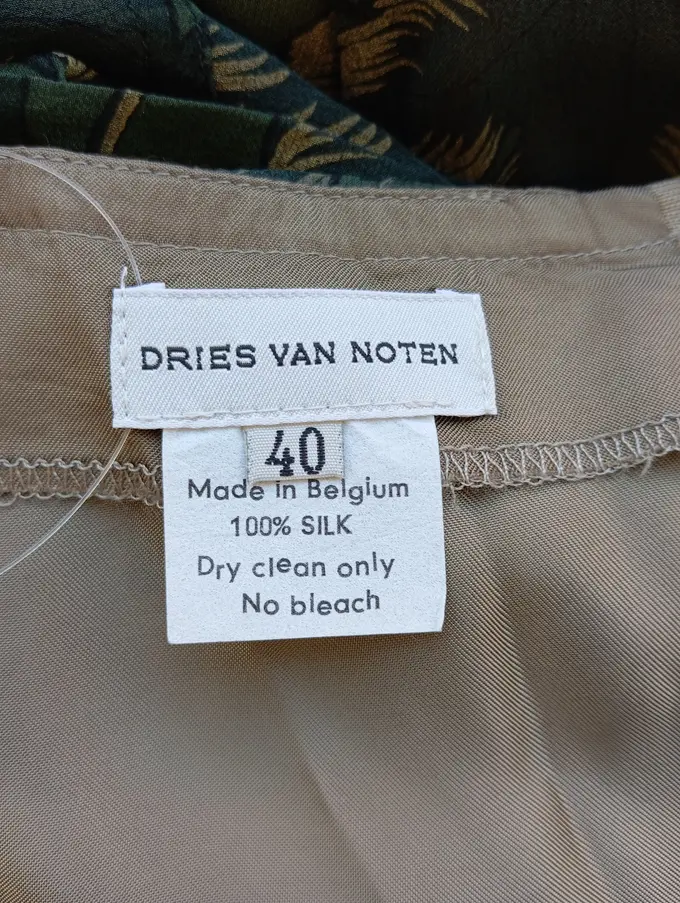 DRIES VAN NOTEN
40
Made in Belgium
100% SILK
Dry clean only
No bleach